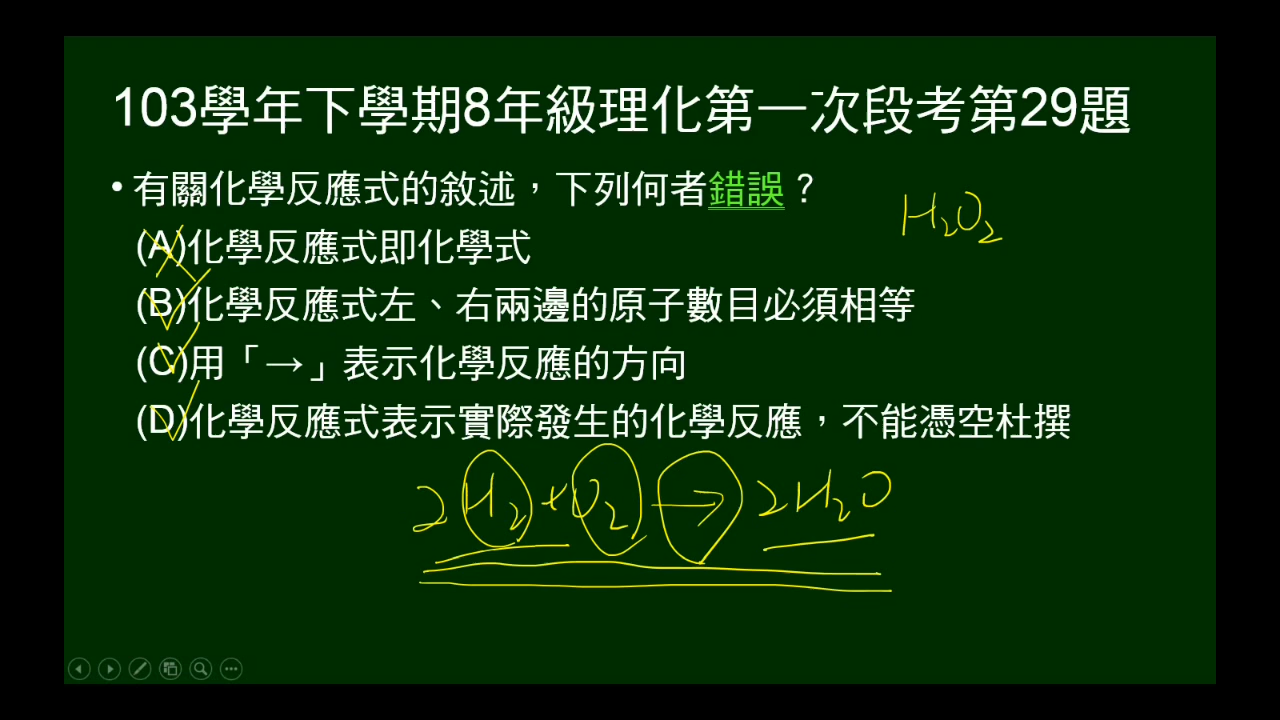 103學年下學期8年級理化第一次段考第29題
• 有關化學反應式的敘述，下列何者錯誤？
H₂O₂
(A)化學反應式即化學式
(B)化學反應式左、右兩邊的原子數目必須相等
(C)用「→」表示化學反應的方向
(D)化學反應式表示實際發生的化學反應，不能憑空杜撰
2H₂+O₂→2H₂O